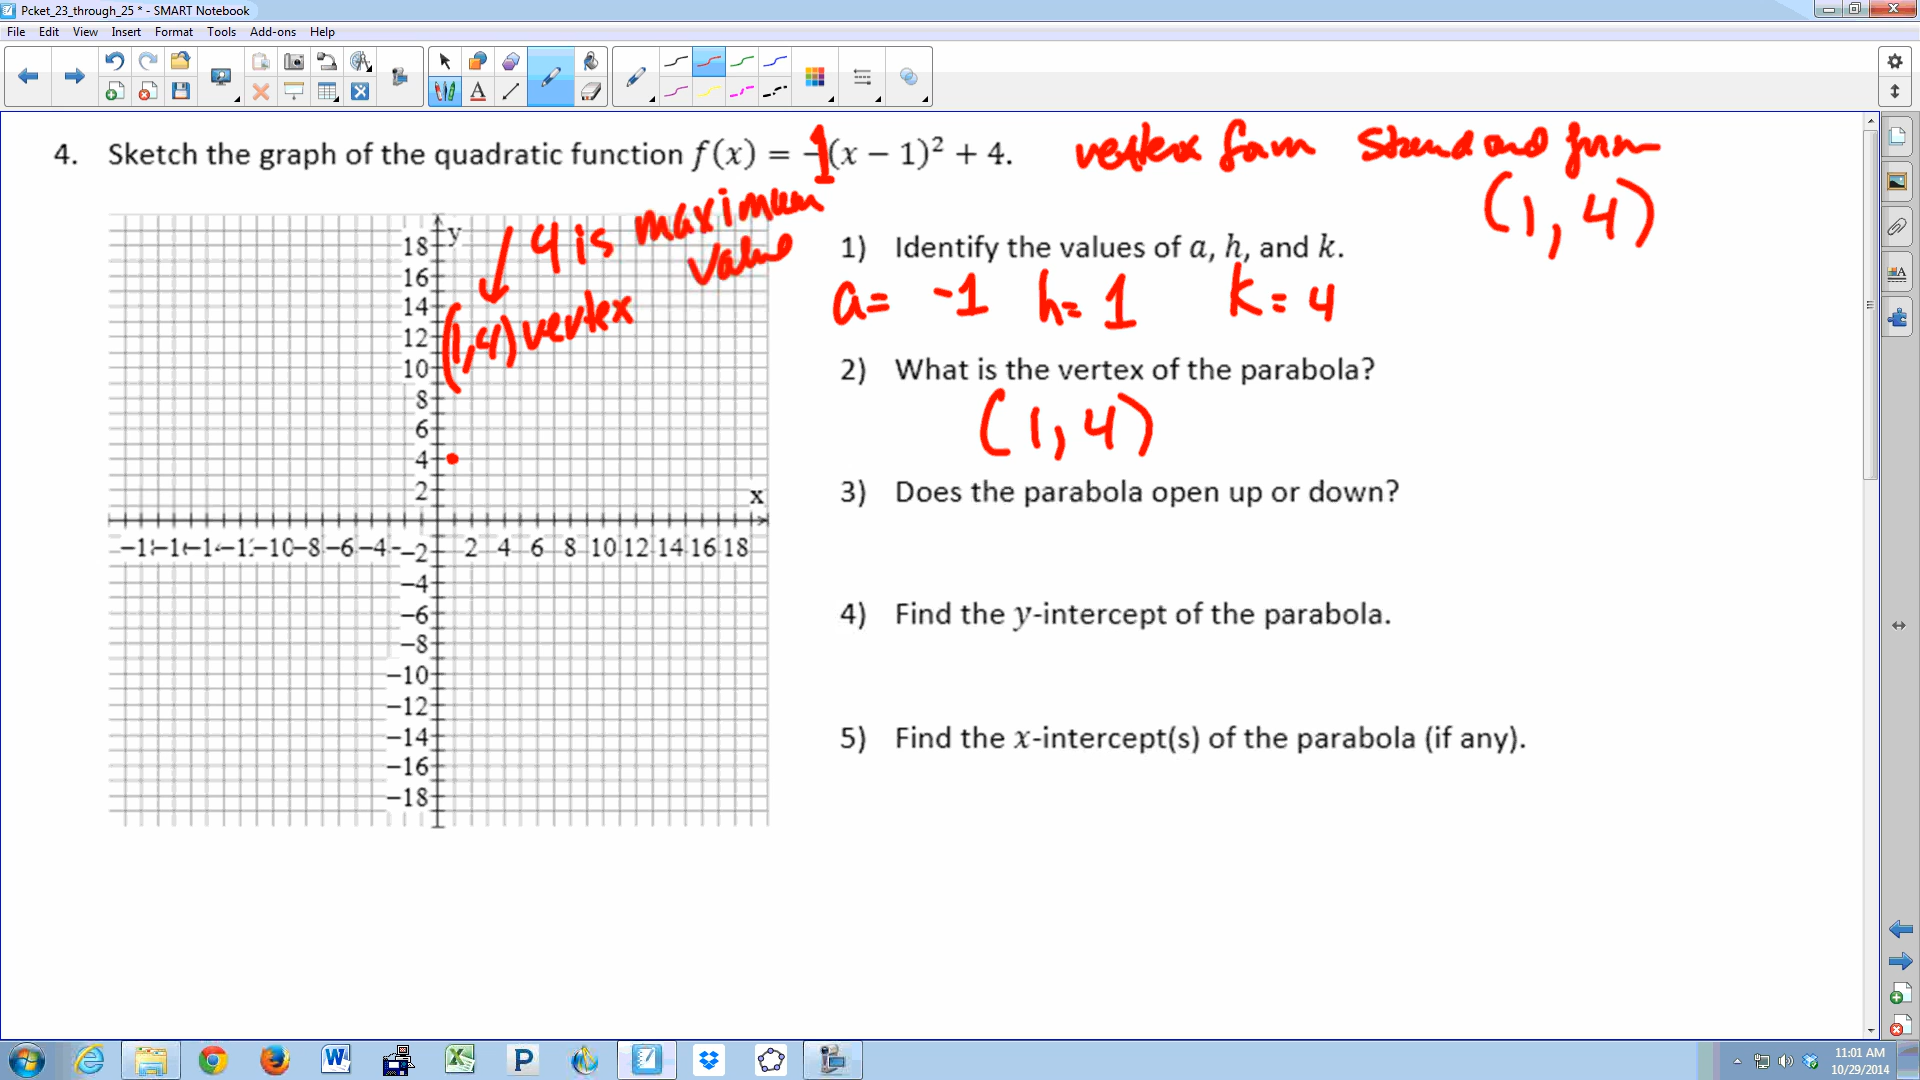 Pcket_23_through_25 * - SMART Notebook
File Edit View Insert Format Tools Add-ons Help
4. Sketch the graph of the quadratic function f(x) = −1(x − 1)² + 4.
vertex form standard form
(1, 4)
4 is maximum
value
(1,4) vertex
1) Identify the values of a, h, and k.
a= -1 h= 1 k= 4
2) What is the vertex of the parabola?
(1, 4)
3) Does the parabola open up or down?
4) Find the y-intercept of the parabola.
5) Find the x-intercept(s) of the parabola (if any).
y
18
16
14
12
10
8
6
4
2
x
−10 −8 −6 −4 −2 2 4 6 8 10 12 14 16 18
−4
−6
−8
−10
−12
−14
−16
−18
11:01 AM
10/29/2014